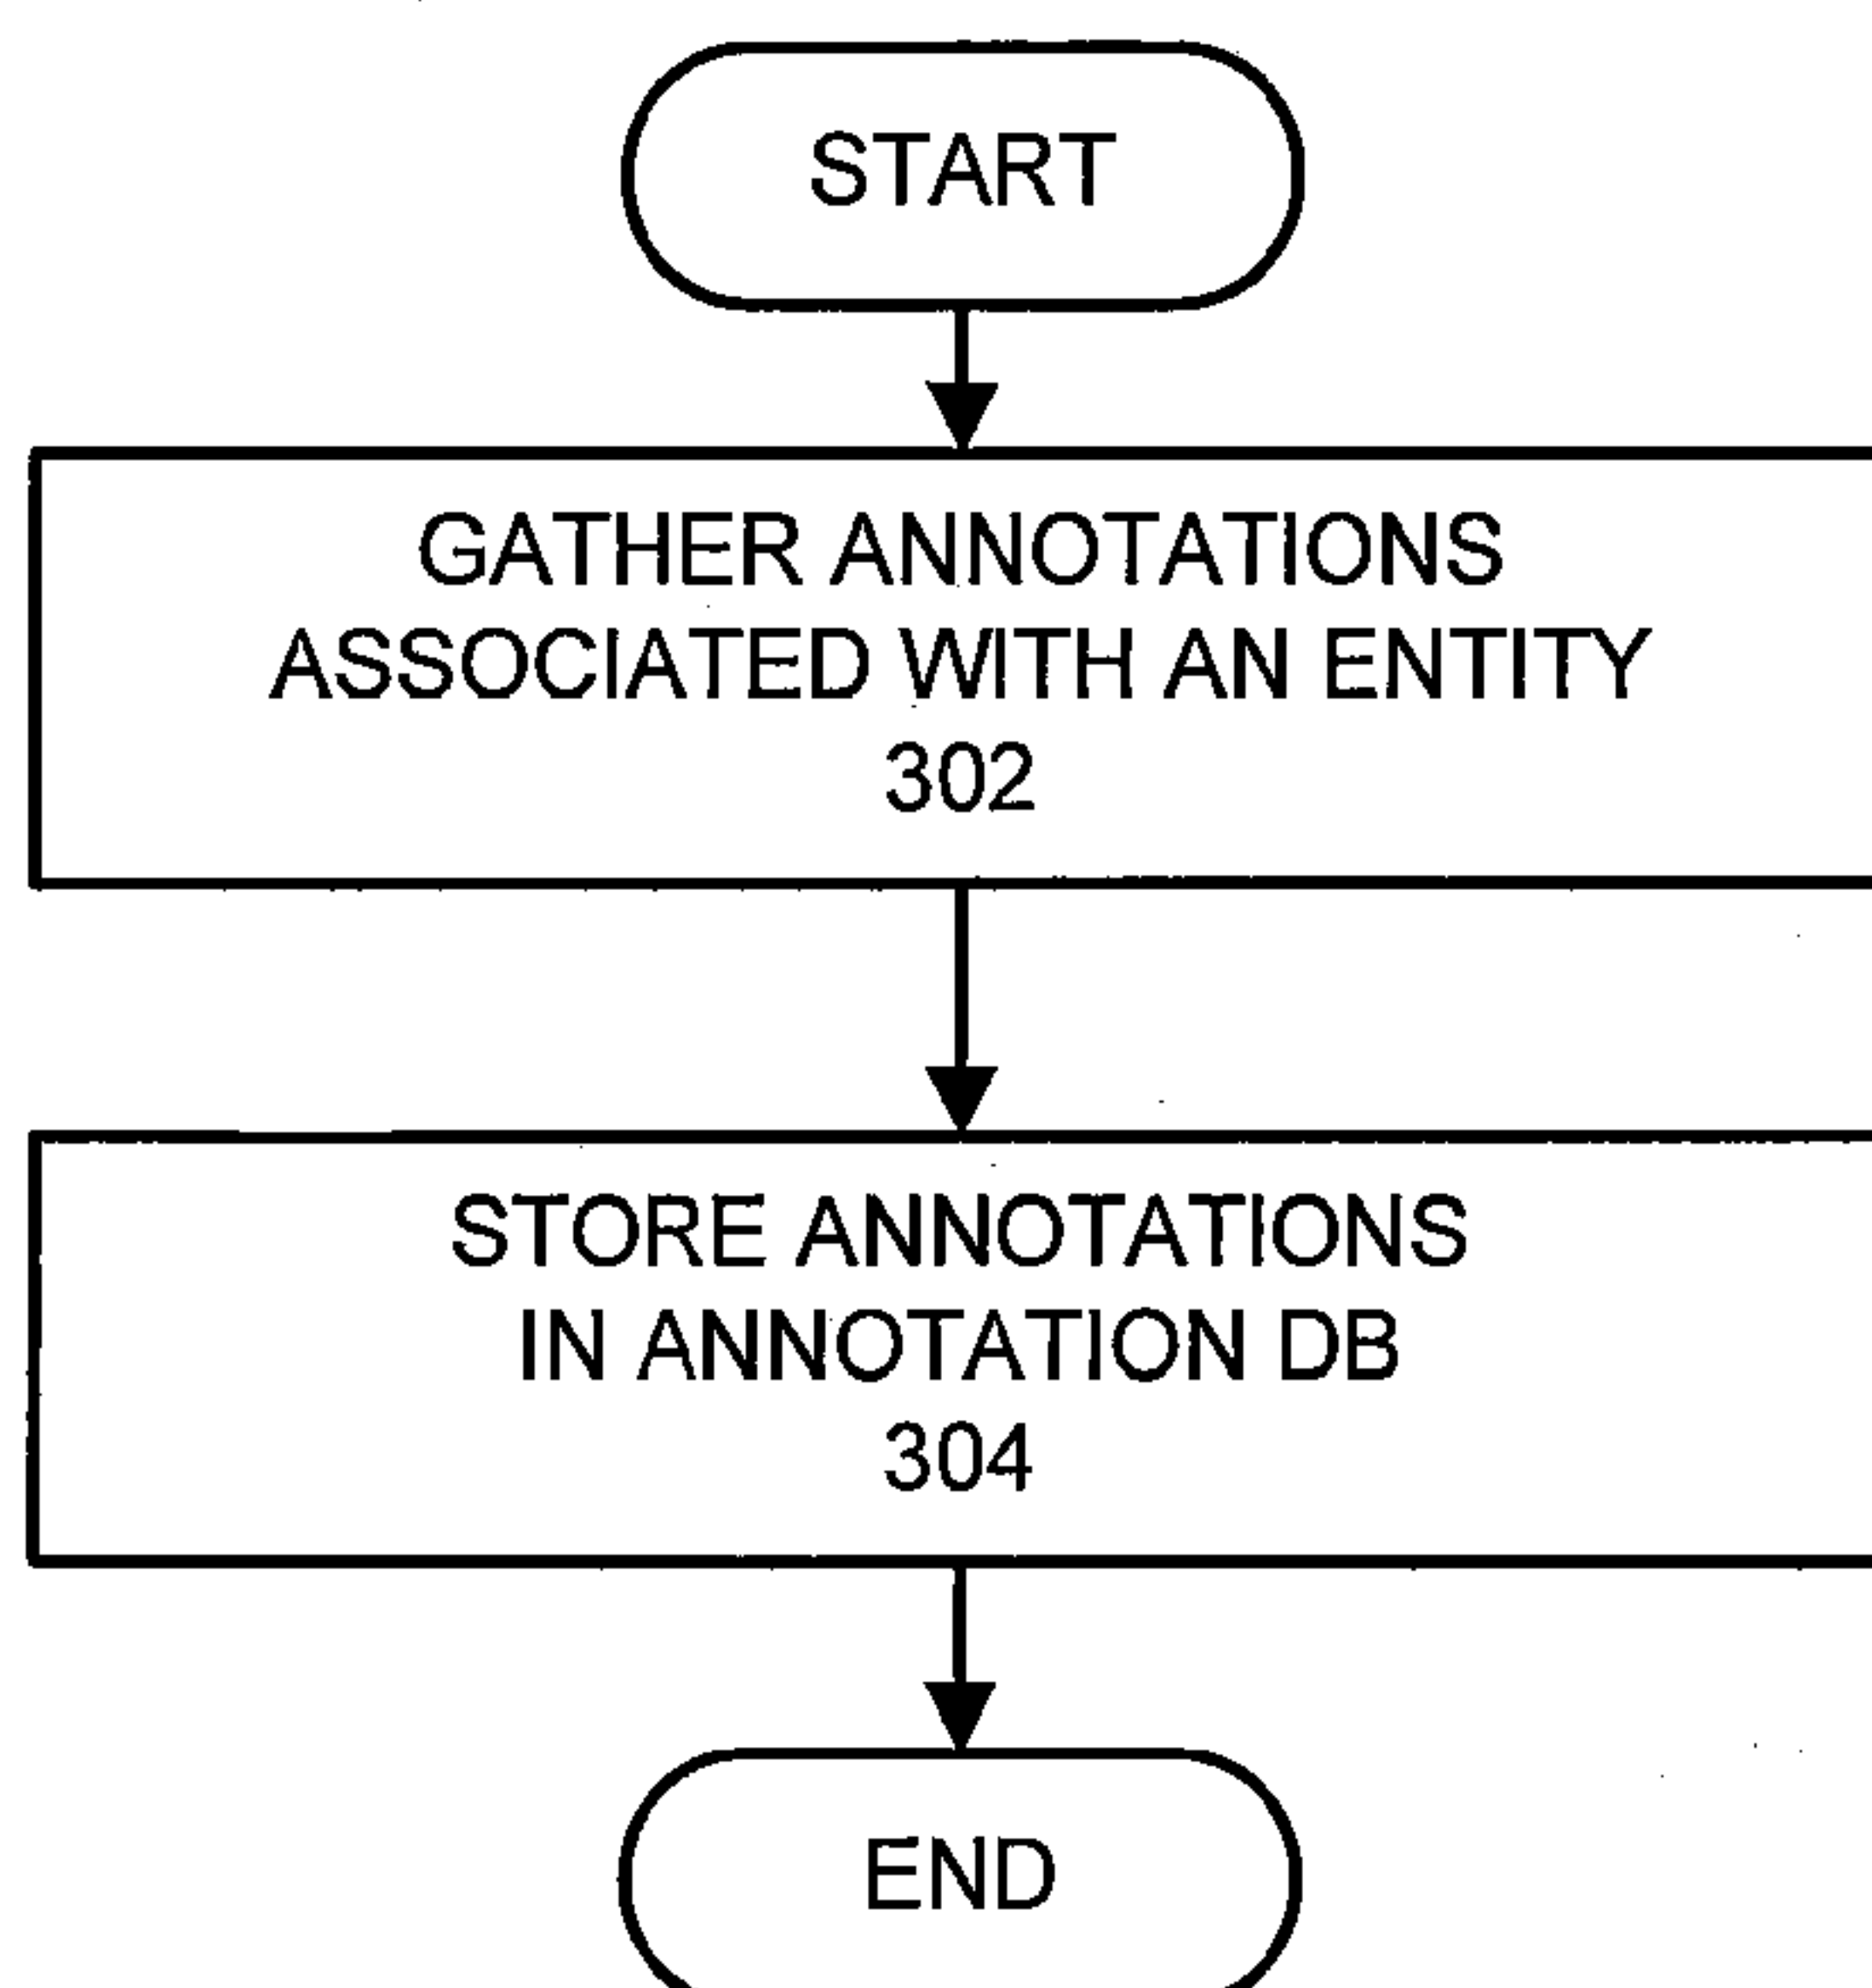 START
GATHER ANNOTATIONS
ASSOCIATED WITH AN ENTITY
302
STORE ANNOTATIONS
IN ANNOTATION DB
304
END